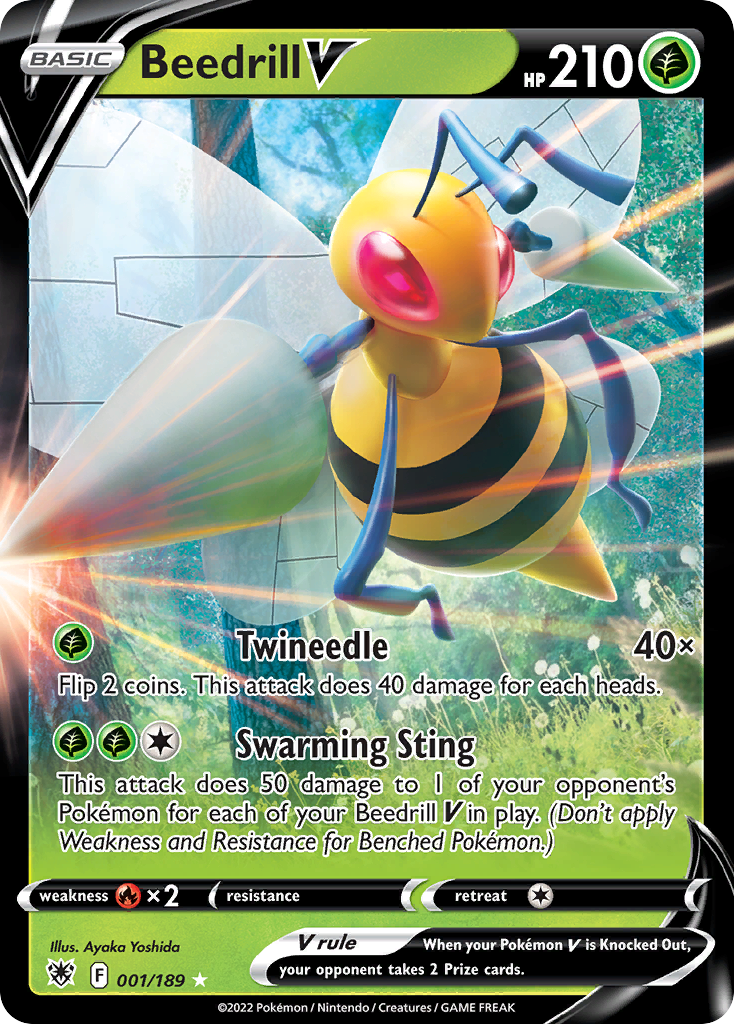 BASIC Beedrill V HP 210
Twineedle 40×
Flip 2 coins. This attack does 40 damage for each heads.
Swarming Sting
This attack does 50 damage to 1 of your opponent's
Pokémon for each of your Beedrill V in play. (Don't apply
Weakness and Resistance for Benched Pokémon.)
weakness ×2 resistance retreat
Illus. Ayaka Yoshida
V rule When your Pokémon V is Knocked Out,
your opponent takes 2 Prize cards.
F 001/189
©2022 Pokémon / Nintendo / Creatures / GAME FREAK